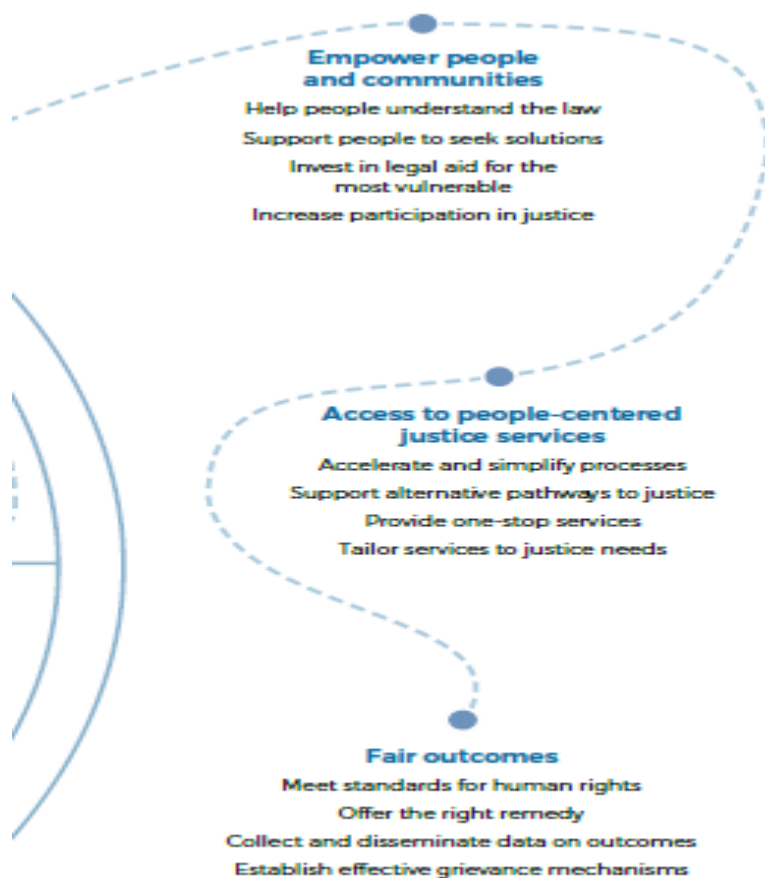 Empower people
and communities
Help people understand the law
Support people to seek solutions
Invest in legal aid for the
most vulnerable
Increase participation in justice
Access to people-centered
justice services
Accelerate and simplify processes
Support alternative pathways to justice
Provide one-stop services
Tailor services to justice needs
Fair outcomes
Meet standards for human rights
Offer the right remedy
Collect and disseminate data on outcomes
Establish effective grievance mechanisms